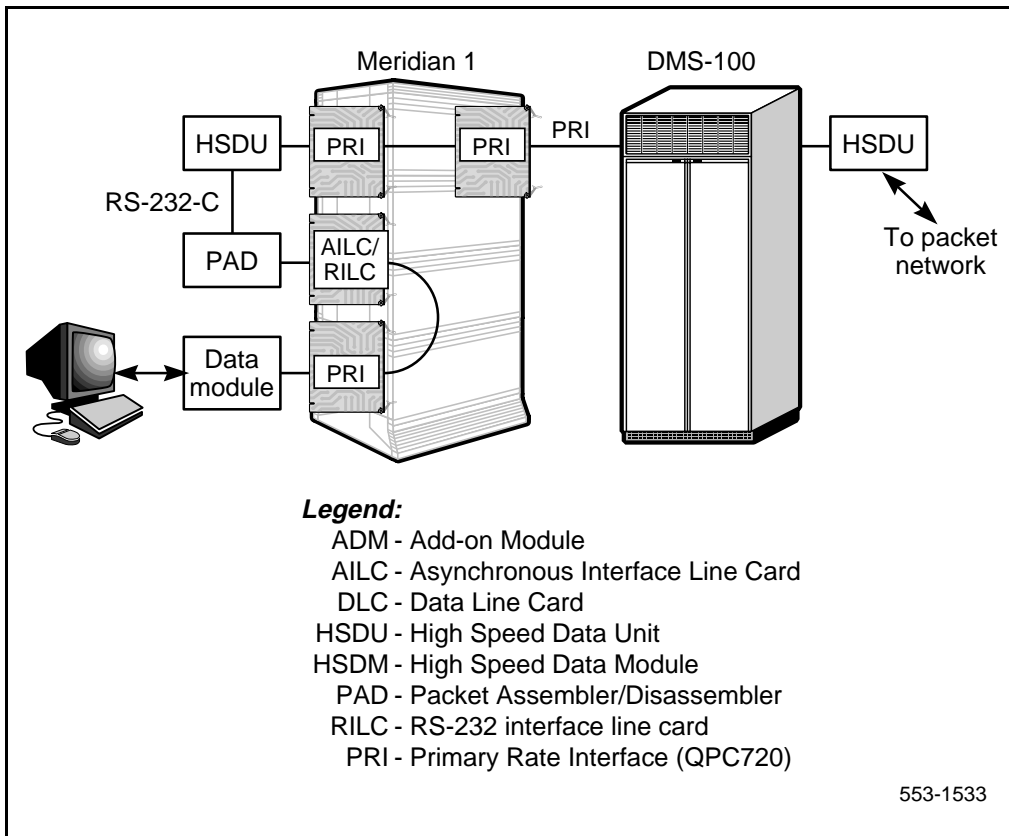 Meridian 1
DMS-100
HSDU
PRI
PRI
PRI
HSDU
RS-232-C
PAD
AILC/
RILC
To packet
network
Data
module
PRI
Legend:
ADM - Add-on Module
AILC - Asynchronous Interface Line Card
DLC - Data Line Card
HSDU - High Speed Data Unit
HSDM - High Speed Data Module
PAD - Packet Assembler/Disassembler
RILC - RS-232 interface line card
PRI - Primary Rate Interface (QPC720)
553-1533